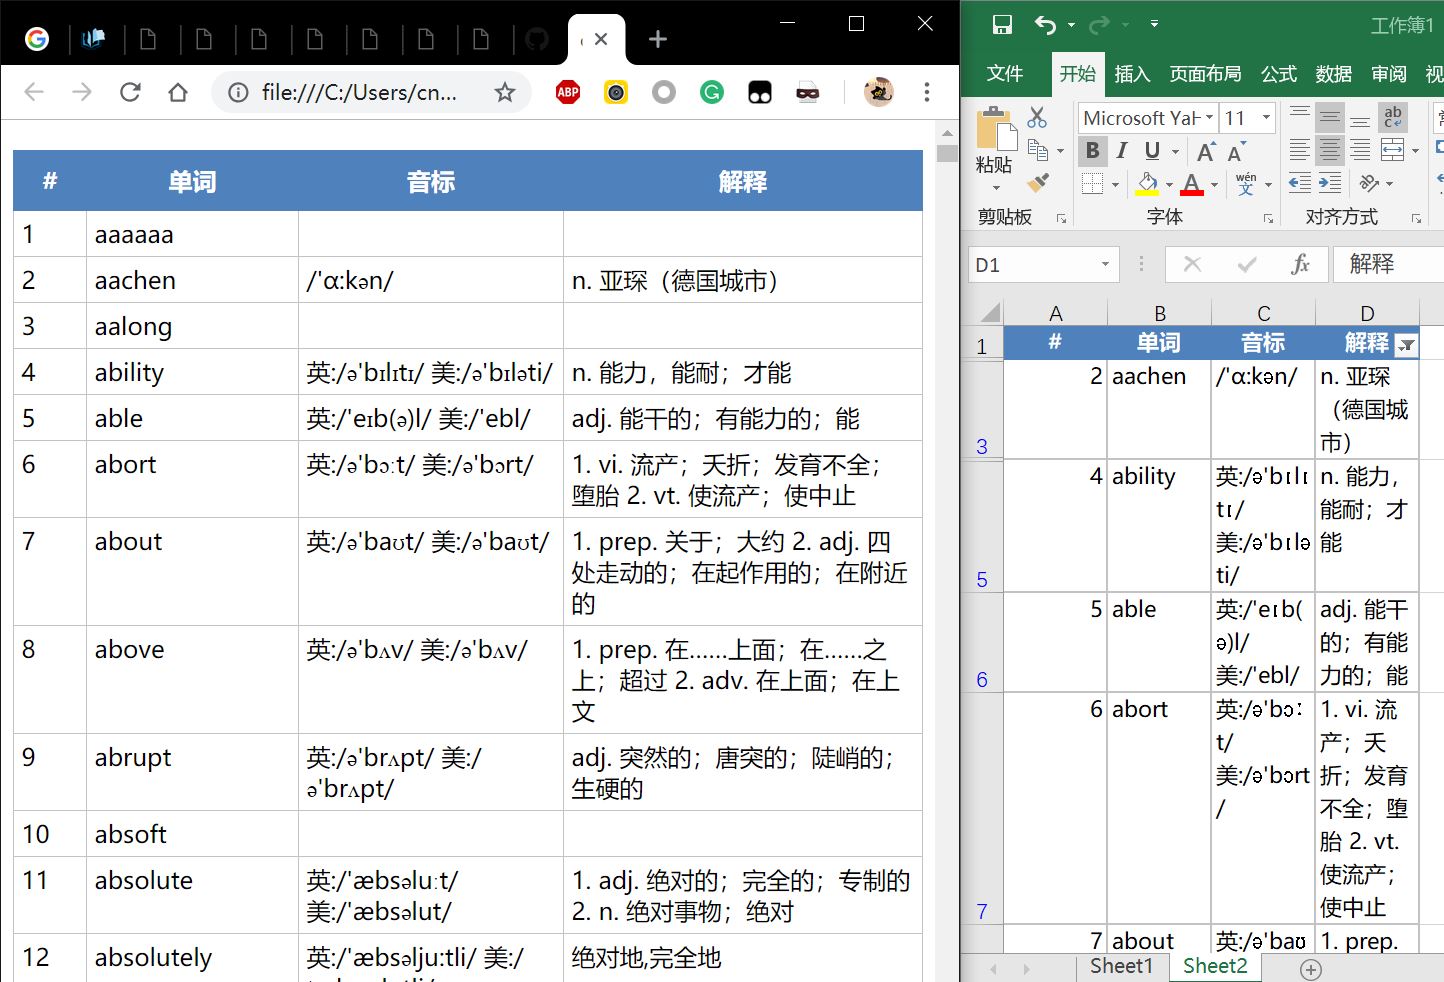 工作簿1
文件 开始 插入 页面布局 公式 数据 审阅 视
file:///C:/Users/cn...
ABP
Microsoft Yał 11
ab
粘贴
B I U A A
A wén 文
剪贴板 字体 对齐方式
D1 fx 解释
# 单词 音标 解释
1 aaaaaa
2 aachen /'ɑ:kən/ n. 亚琛（德国城市）
3 aalong
4 ability 英:/ə'bɪlɪtɪ/ 美:/ə'bɪləti/ n. 能力，能耐；才能
5 able 英:/'eɪb(ə)l/ 美:/'ebl/ adj. 能干的；有能力的；能
6 abort 英:/ə'bɔːt/ 美:/ə'bɔrt/ 1. vi. 流产；夭折；发育不全；
堕胎 2. vt. 使流产；使中止
7 about 英:/ə'baʊt/ 美:/ə'baʊt/ 1. prep. 关于；大约 2. adj. 四
处走动的；在起作用的；在附近
的
8 above 英:/ə'bʌv/ 美:/ə'bʌv/ 1. prep. 在……上面；在……之
上；超过 2. adv. 在上面；在上
文
9 abrupt 英:/ə'brʌpt/ 美:/ adj. 突然的；唐突的；陡峭的；
ə'brʌpt/ 生硬的
10 absoft
11 absolute 英:/'æbsəluːt/ 1. adj. 绝对的；完全的；专制的
美:/'æbsəlut/ 2. n. 绝对事物；绝对
12 absolutely 英:/'æbsəlju:tli/ 美:/ 绝对地,完全地
A B C D
1 # 单词 音标 解释
2 aachen /'ɑ:kən/ n. 亚琛
（德国城
3 市）
4 ability 英:/ə'bɪlɪ n. 能力，
tɪ/ 能耐；才
美:/ə'bɪlə 能
5 ti/
5 able 英:/'eɪb( adj. 能干
ə)l/ 的；有能
6 美:/'ebl/ 力的；能
6 abort 英:/ə'bɔː 1. vi. 流
t/ 产；夭
美:/ə'bɔrt 折；发育
/ 不全；堕
胎 2. vt.
使流产；
7 使中止
7 about 英:/ə'baʊ 1. prep.
Sheet1 Sheet2